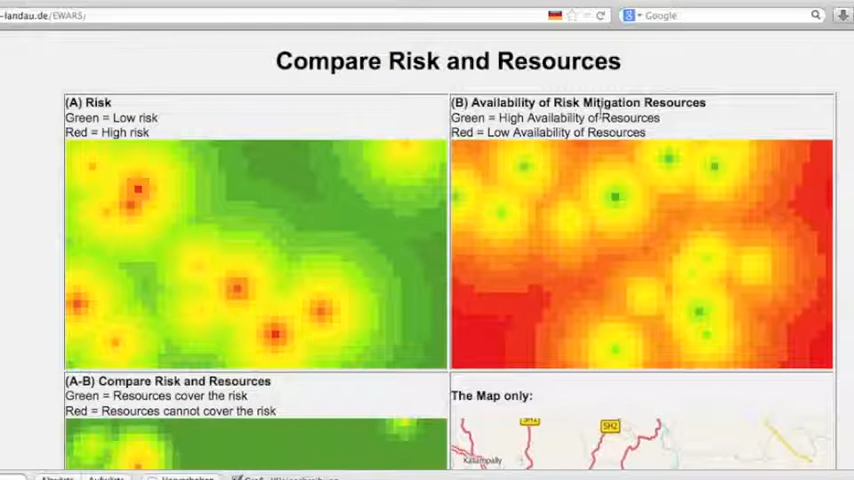 -landau.de/EWARS/
Google
Compare Risk and Resources
(A) Risk
Green = Low risk
Red = High risk
(B) Availability of Risk Mitigation Resources
Green = High Availability of Resources
Red = Low Availability of Resources
(A-B) Compare Risk and Resources
Green = Resources cover the risk
Red = Resources cannot cover the risk
The Map only:
SH2
SH2
Kalampally